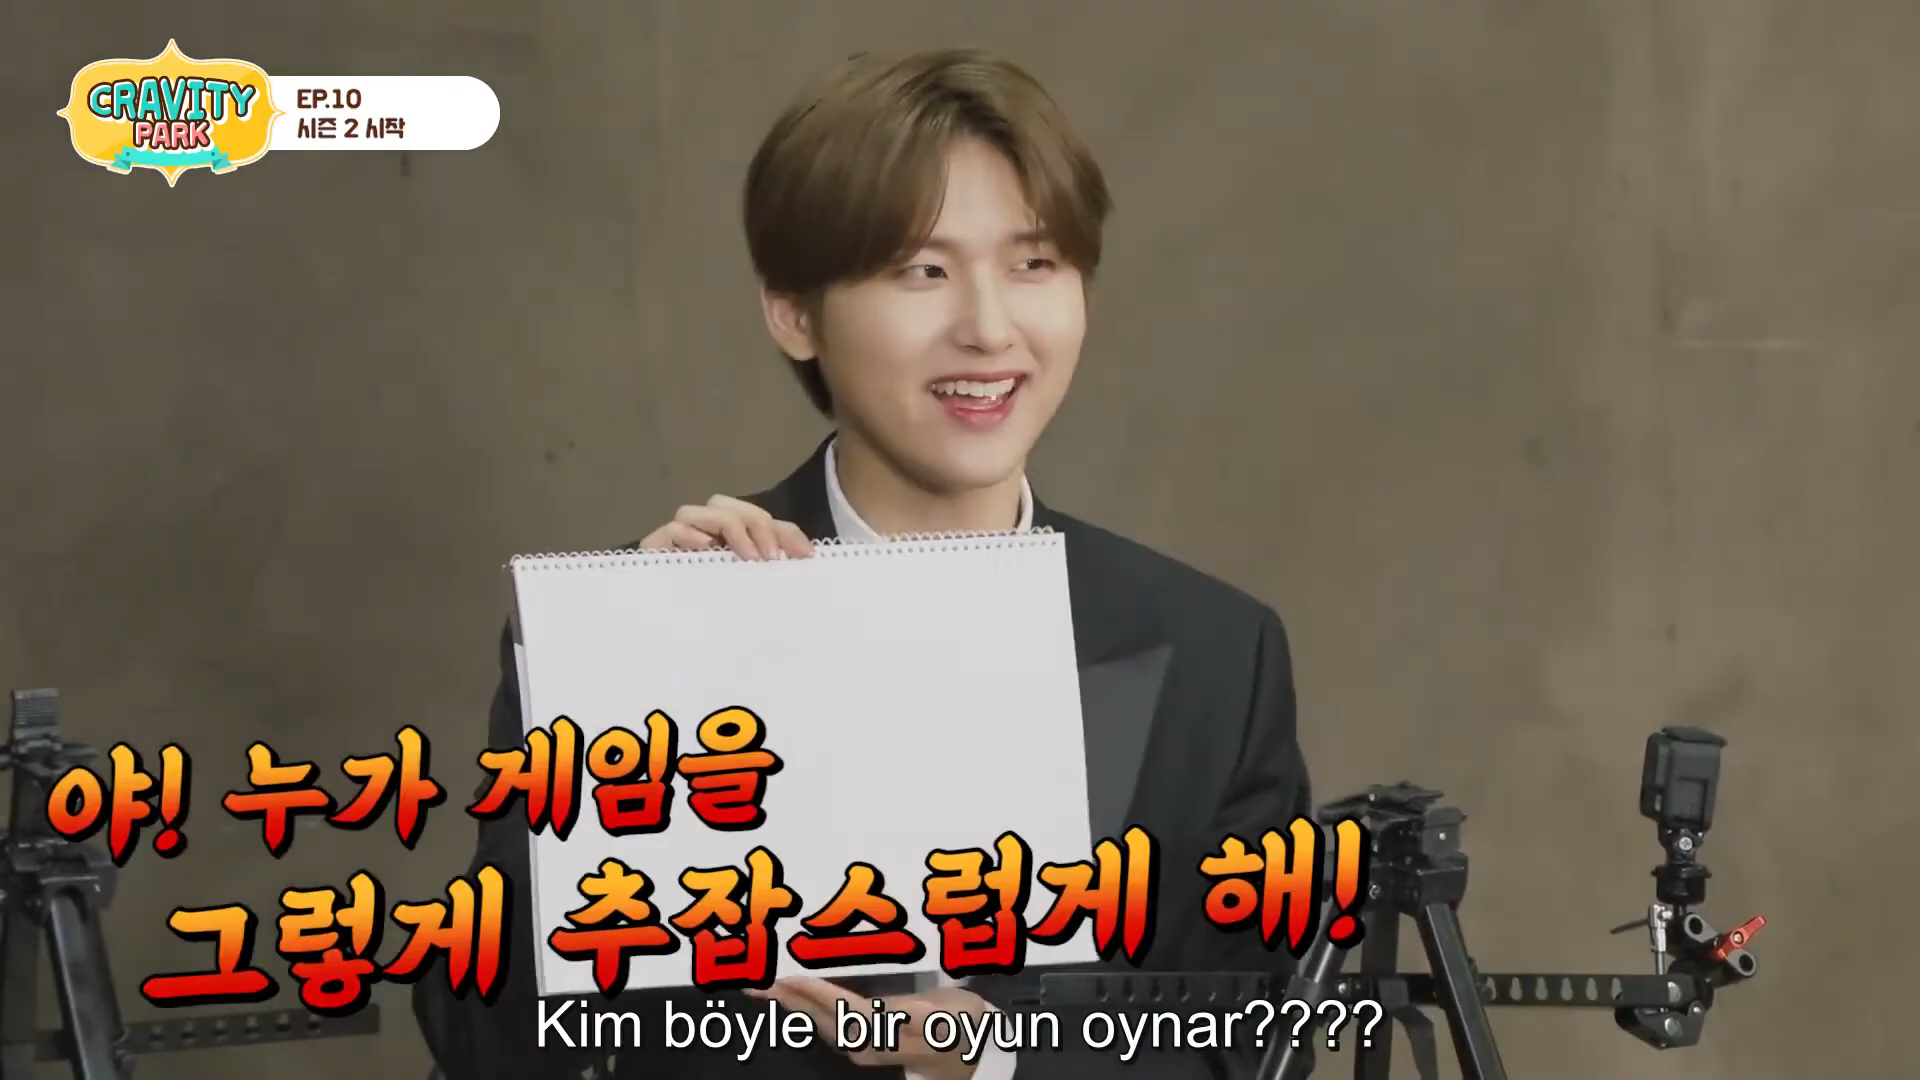 CRAVITY
PARK
EP.10
시즌 2 시작
야! 누가 게임을
그렇게 추잡스럽게 해!
Kim böyle bir oyun oynar????